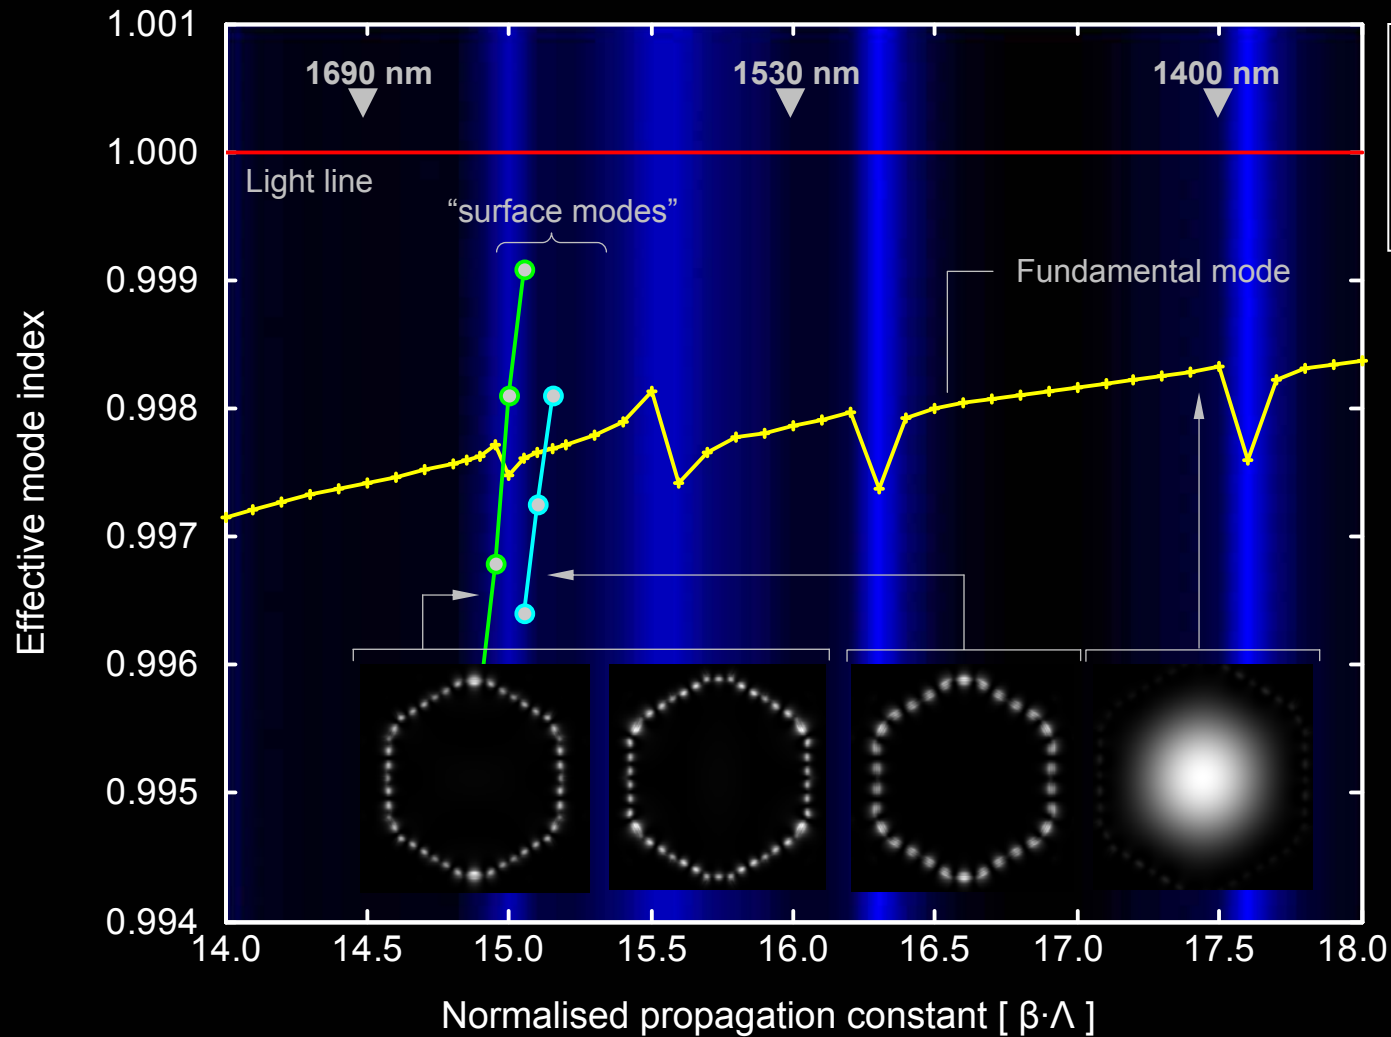 1.001
1690 nm
1530 nm
1400 nm
1.000
Light line
“surface modes”
0.999
Fundamental mode
0.998
0.997
0.996
0.995
0.994
14.0
14.5
15.0
15.5
16.0
16.5
17.0
17.5
18.0
Effective mode index
Normalised propagation constant [ β·Λ ]